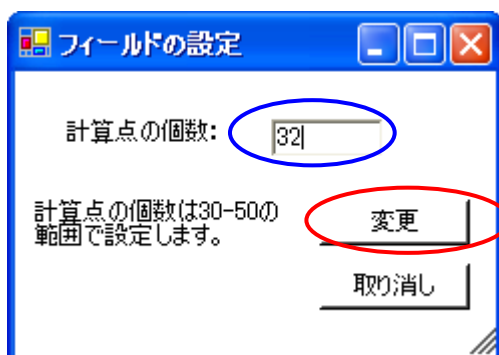 フィールドの設定
計算点の個数: 32
計算点の個数は30-50の
範囲で設定します。
変更
取り消し